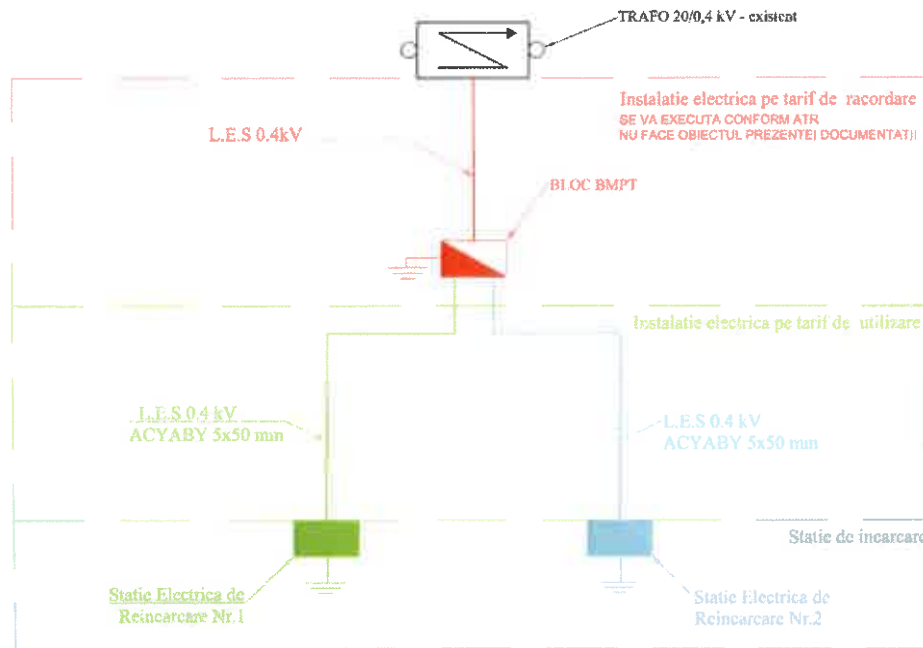 TRAFO 20/0,4 kV - existent
Instalatie electrica pe tarif de racordare
SE VA EXECUTA CONFORM ATR
NU FACE OBIECTUL PREZENTEI DOCUMENTATII
L.E.S 0.4kV
BLOC BMPT
Instalatie electrica pe tarif de utilizare
L.E.S 0.4 kV
ACYABY 5x50 mm
L.E.S 0.4 kV
ACYABY 5x50 mm
Statie de incarcare
Statie Electrica de
Reincarcare Nr.1
Statie Electrica de
Reincarcare Nr.2